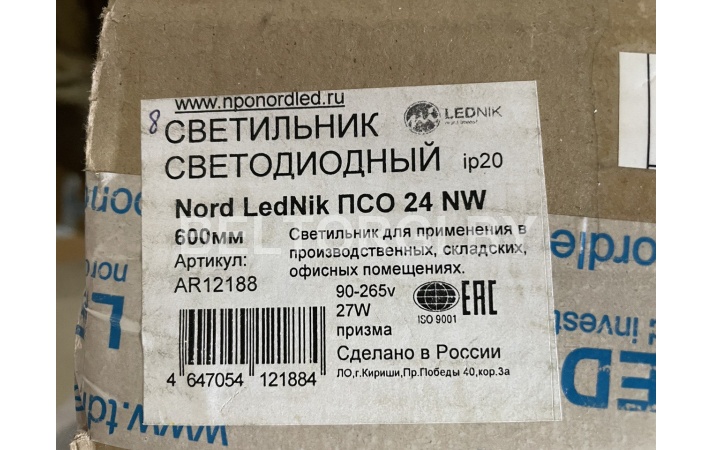 www.nponordled.ru
LEDNIK
8
СВЕТИЛЬНИК
СВЕТОДИОДНЫЙ ip20
Nord LedNik ПСО 24 NW
600мм
Светильник для применения в
производственных, складских,
офисных помещениях.
Артикул:
AR12188
90-265v
27W
призма
ISO 9001
EAC
Сделано в России
ЛО,г.Кириши,Пр.Победы 40,кор.3а
4 647054 121884